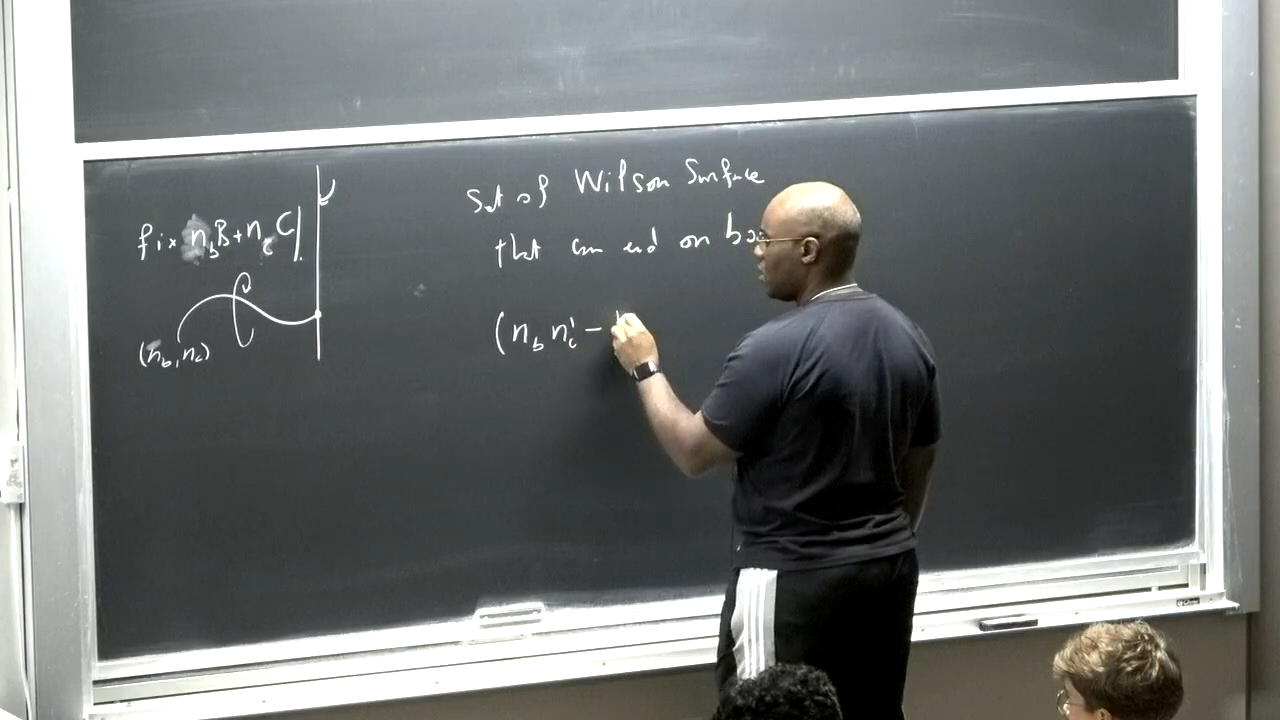 fix n_b B + n_c C|
(n_b, n_c)
Set of Wilson Surface
that can end on
(n_b n'_c -